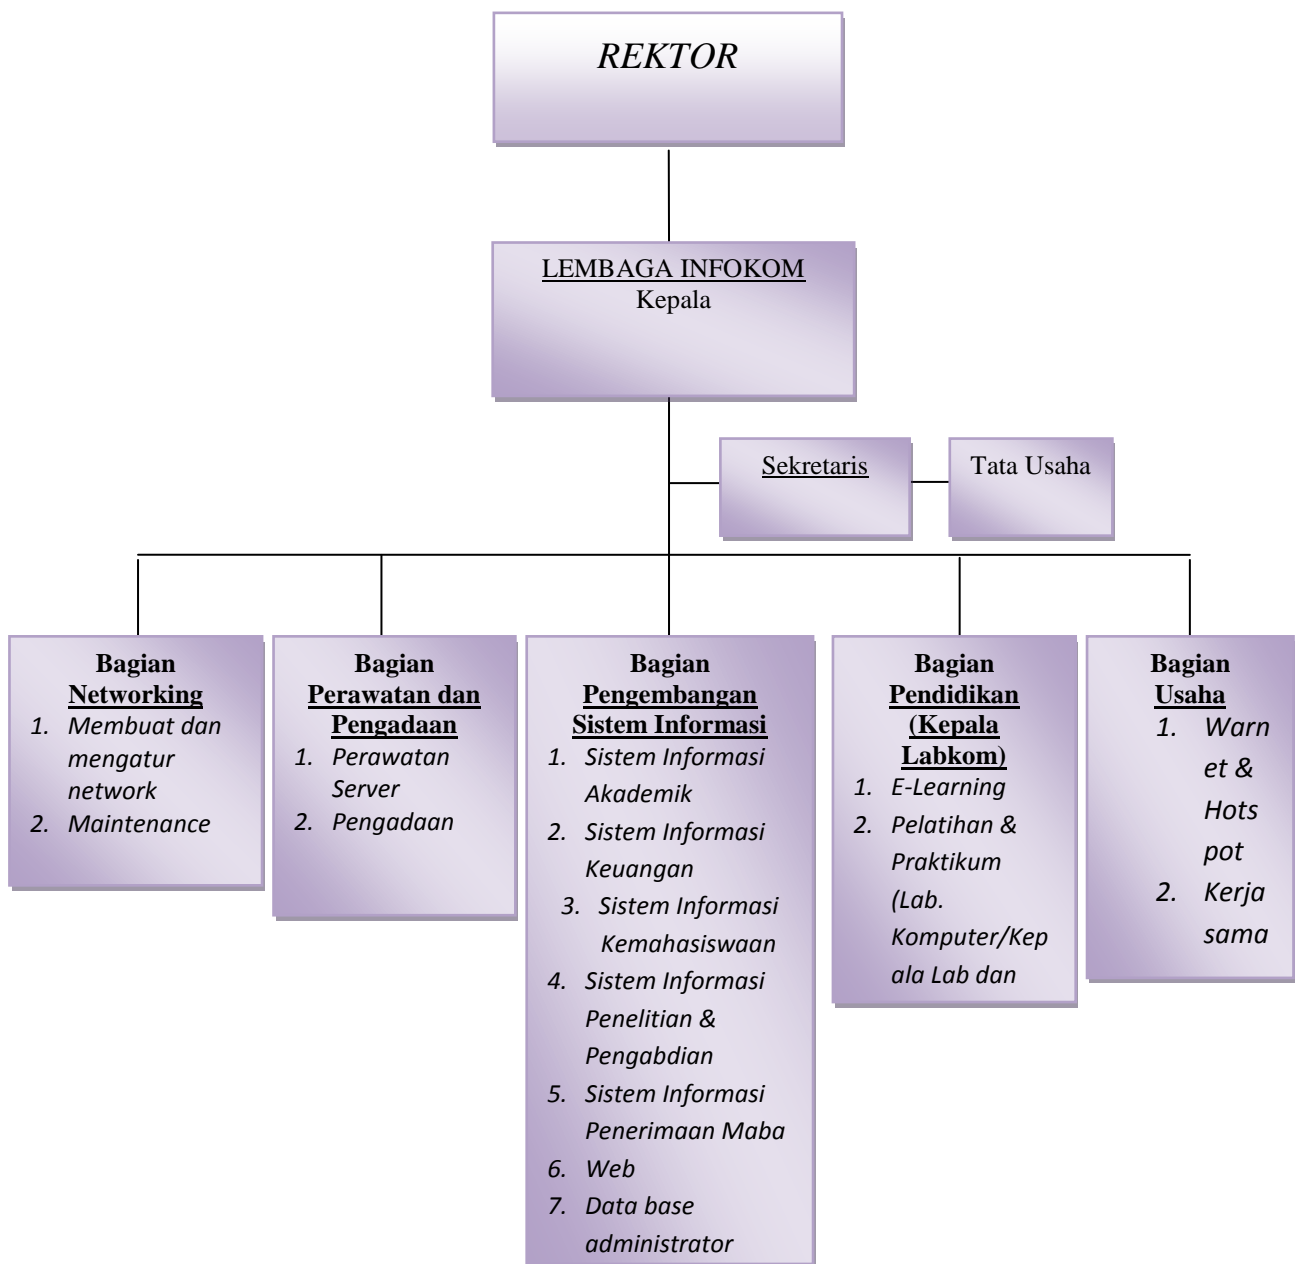 REKTOR
LEMBAGA INFOKOM
Kepala
Sekretaris
Tata Usaha
Bagian
Networking
1. Membuat dan
mengatur
network
2. Maintenance
Bagian
Perawatan dan
Pengadaan
1. Perawatan
Server
2. Pengadaan
Bagian
Pengembangan
Sistem Informasi
1. Sistem Informasi
Akademik
2. Sistem Informasi
Keuangan
3. Sistem Informasi
Kemahasiswaan
4. Sistem Informasi
Penelitian &
Pengabdian
5. Sistem Informasi
Penerimaan Maba
6. Web
7. Data base
administrator
Bagian
Pendidikan
(Kepala
Labkom)
1. E-Learning
2. Pelatihan &
Praktikum
(Lab.
Komputer/Kep
ala Lab dan
Bagian
Usaha
1. Warn
et &
Hots
pot
2. Kerja
sama